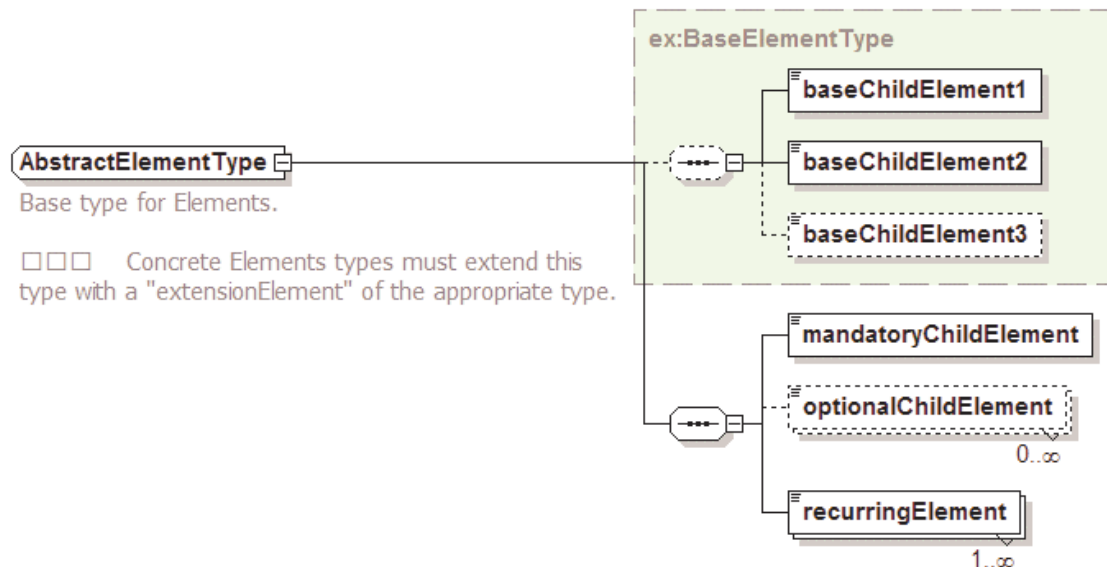 ex:BaseElementType
baseChildElement1
AbstractElementType
baseChildElement2
Base type for Elements.
baseChildElement3
□□□ Concrete Elements types must extend this
type with a "extensionElement" of the appropriate type.
mandatoryChildElement
optionalChildElement
0..∞
recurringElement
1..∞